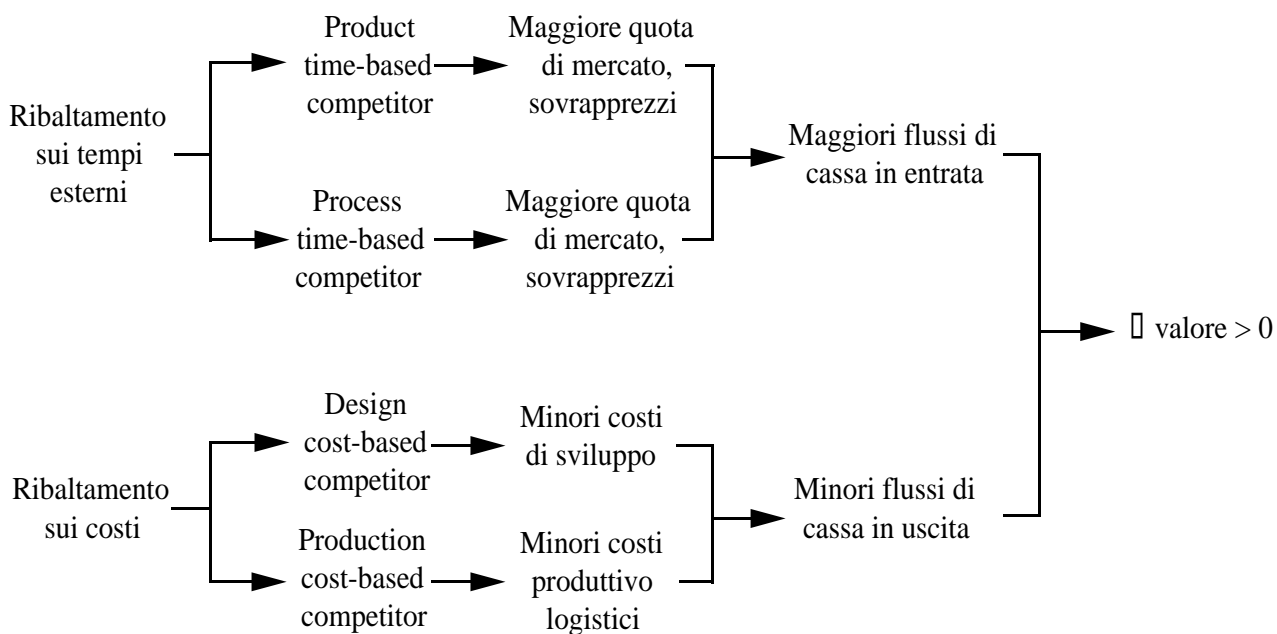 Ribaltamento
sui tempi
esterni
Product
time-based
competitor
Maggiore quota
di mercato,
sovrapprezzi
Process
time-based
competitor
Maggiore quota
di mercato,
sovrapprezzi
Maggiori flussi di
cassa in entrata
Ribaltamento
sui costi
Design
cost-based
competitor
Minori costi
di sviluppo
Production
cost-based
competitor
Minori costi
produttivo
logistici
Minori flussi di
cassa in uscita
▯ valore > 0